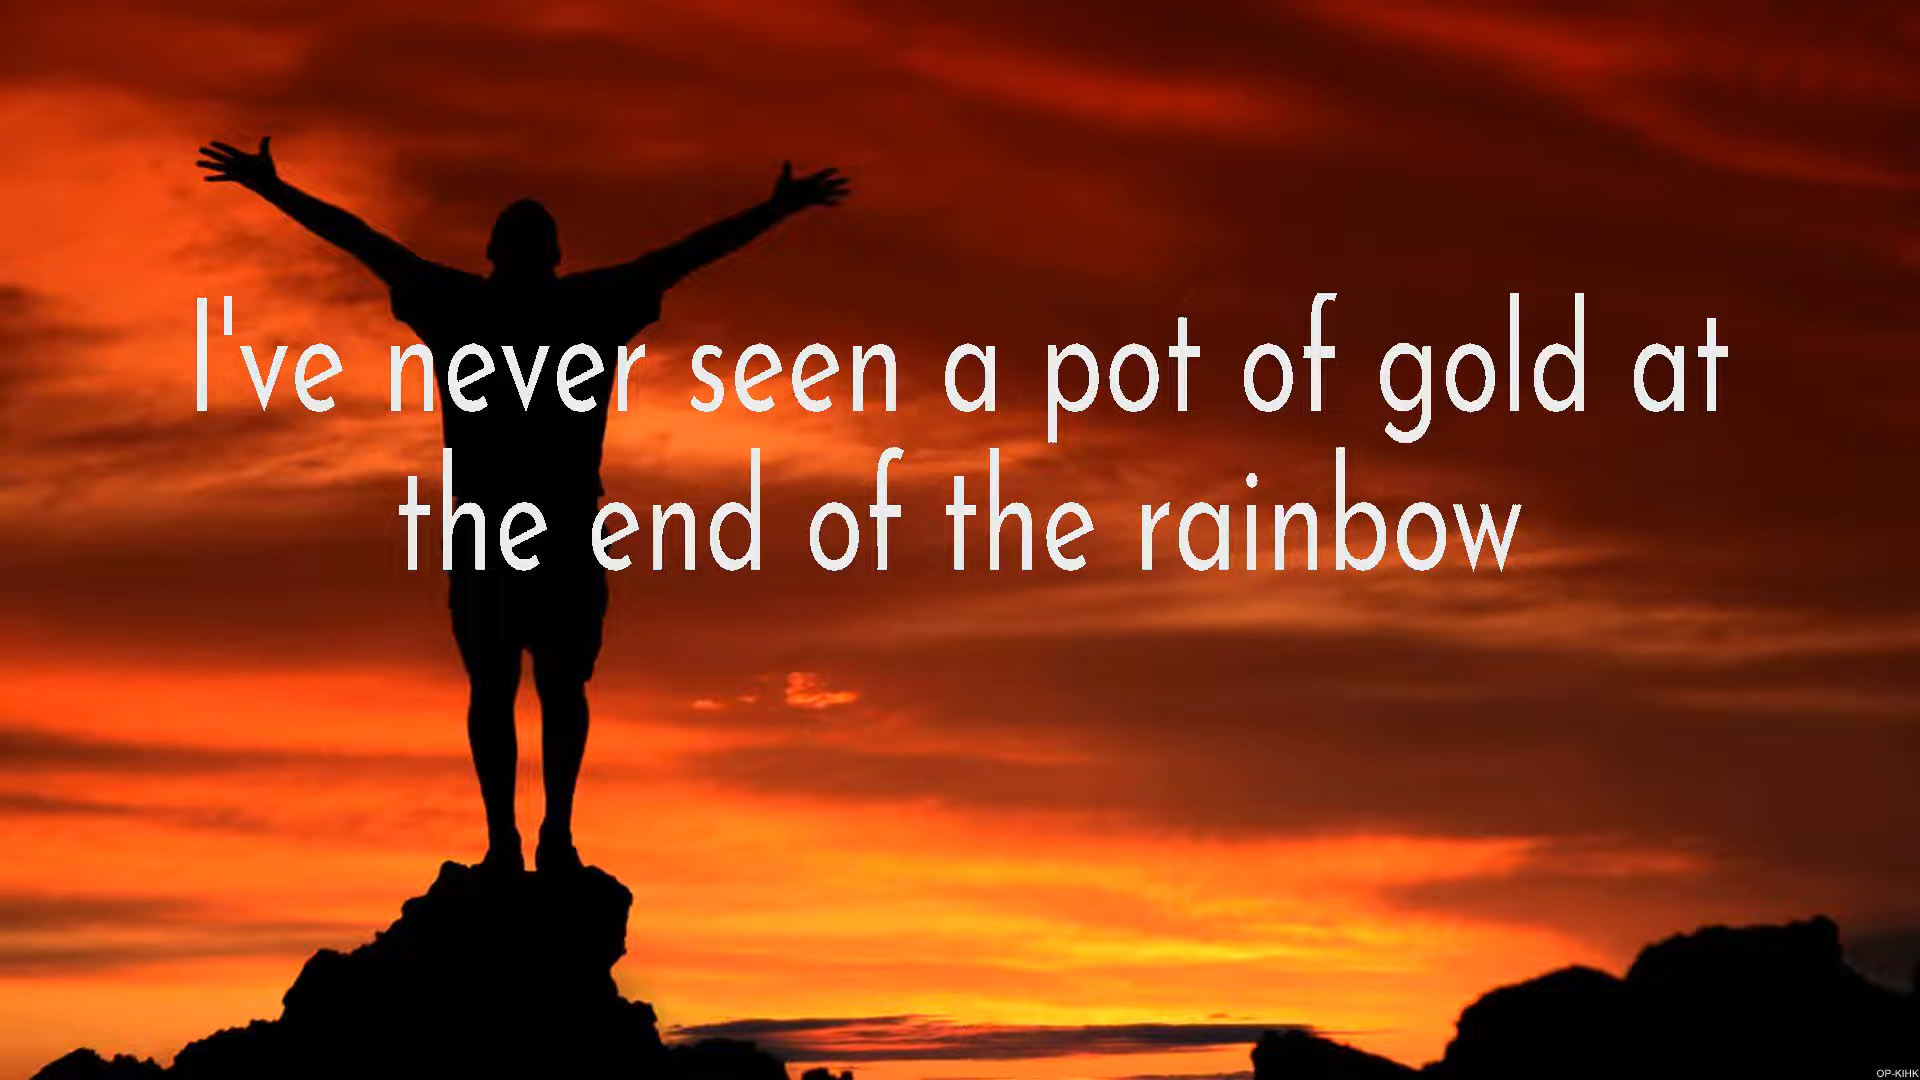 I've never seen a pot of gold at
the end of the rainbow
OP-KIHK